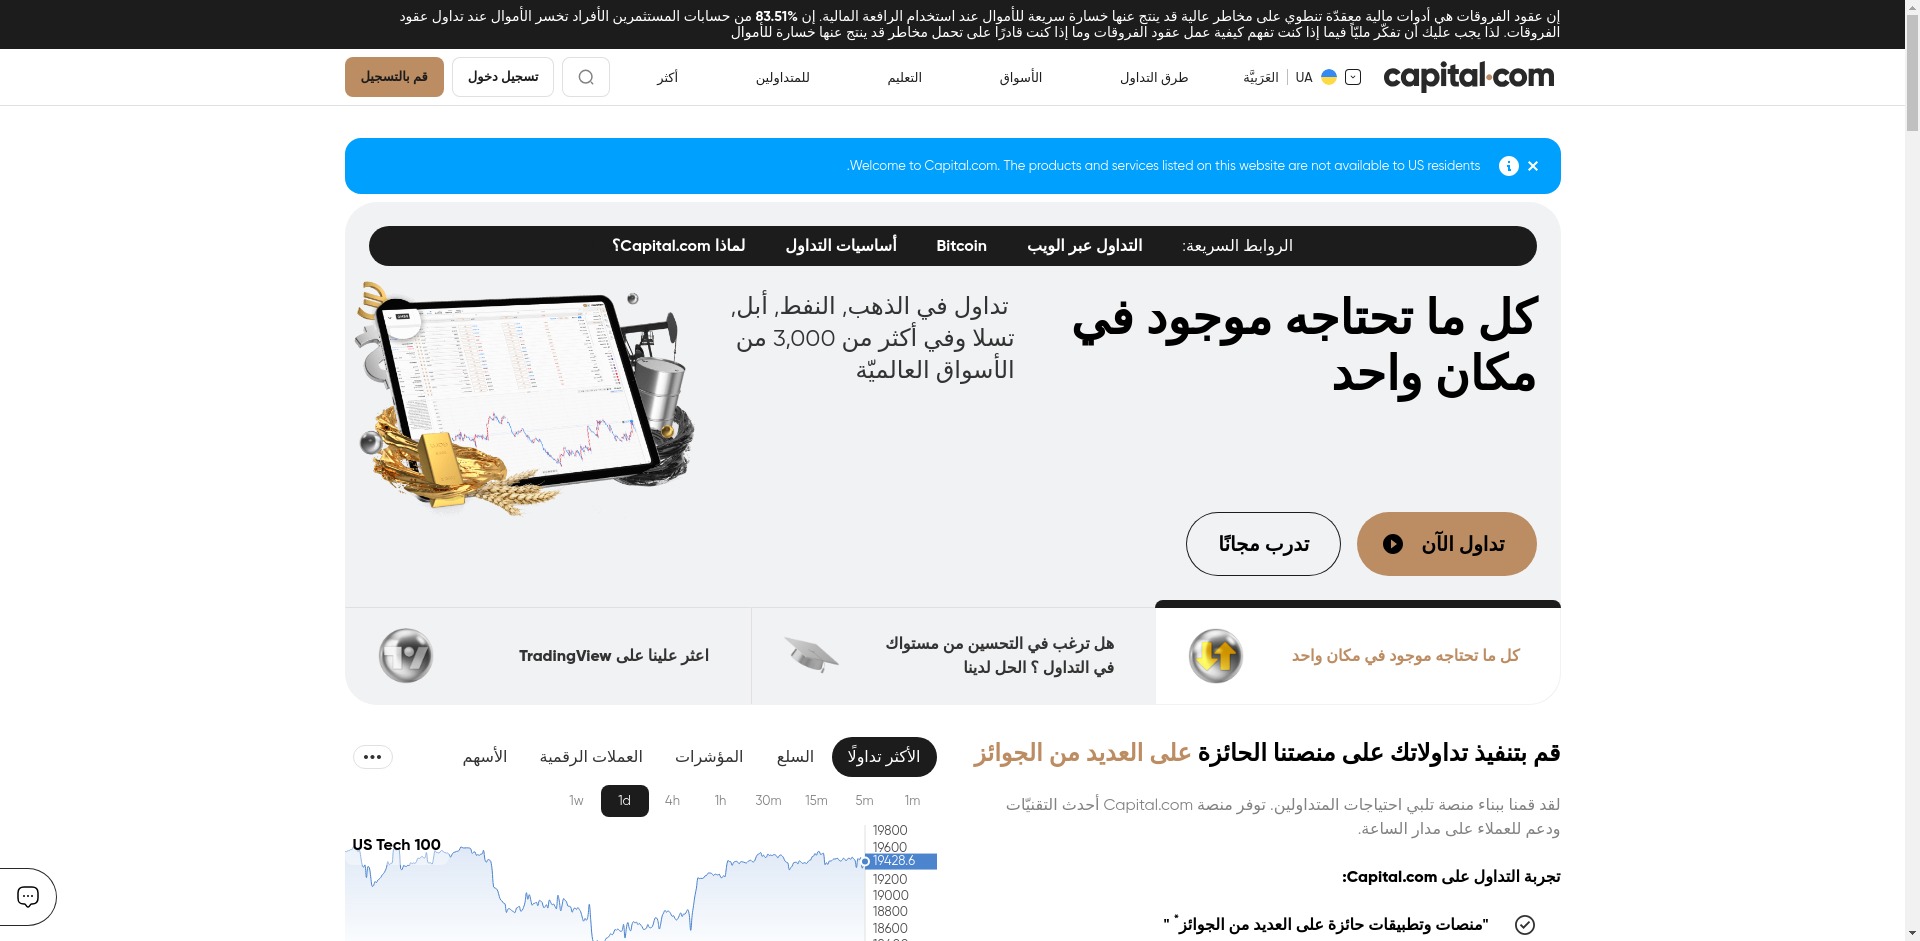 إن عقود الفروقات هي أدوات مالية معقدّة تنطوي على مخاطر عالية قد ينتج عنها خسارة سريعة للأموال عند استخدام الرافعة المالية. إن 83.51% من حسابات المستثمرين الأفراد تخسر الأموال عند تداول عقود
الفروقات. لذا يجب عليك أن تفكّر مليًّا فيما إذا كنت تفهم كيفية عمل عقود الفروقات وما إذا كنت قادرًا على تحمل مخاطر قد ينتج عنها خسارة للأموال
capital.com
UA
العَرَبِيَّة
طرق التداول
الأسواق
التعليم
للمتداولين
أكثر
تسجيل دخول
قم بالتسجيل
Welcome to Capital.com. The products and services listed on this website are not available to US residents.
الروابط السريعة:
التداول عبر الويب
Bitcoin
أساسيات التداول
لماذا Capital.com؟
كل ما تحتاجه موجود في
مكان واحد
تداول في الذهب, النفط, أبل,
تسلا وفي أكثر من 3,000 من
الأسواق العالميّة
تداول الآن
تدرب مجانًا
كل ما تحتاجه موجود في مكان واحد
هل ترغب في التحسين من مستواك
في التداول ؟ الحل لدينا
اعثر علينا على TradingView
قم بتنفيذ تداولاتك على منصتنا الحائزة على العديد من الجوائز
لقد قمنا ببناء منصة تلبي احتياجات المتداولين. توفر منصة Capital.com أحدث التقنيّات
ودعم للعملاء على مدار الساعة.
تجربة التداول على Capital.com:
"منصات وتطبيقات حائزة على العديد من الجوائز* "
الأكثر تداولًا
السلع
المؤشرات
العملات الرقمية
الأسهم
1m
5m
15m
30m
1h
4h
1d
1w
US Tech 100
19800
19600
19428.6
19200
19000
18800
18600